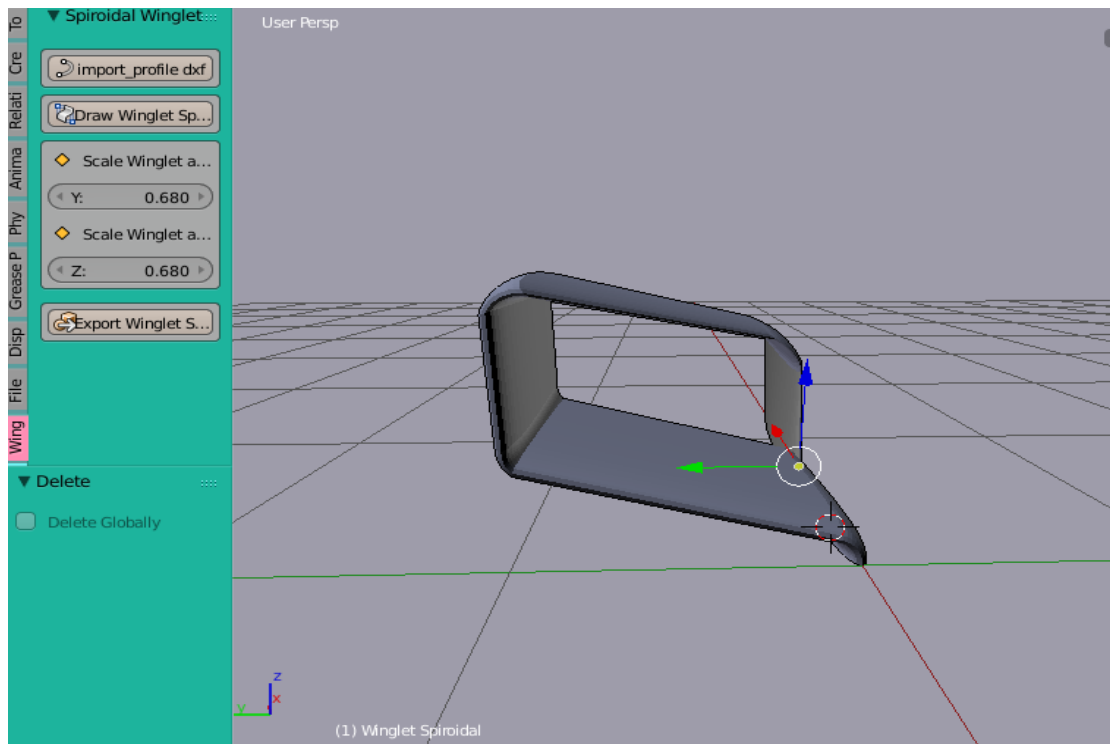 To
Cre
Relati
Anima
Phy
Grease P
Disp
File
Wing
Spiroidal Winglet
import_profile dxf
Draw Winglet Sp...
Scale Winglet a...
Y: 0.680
Scale Winglet a...
Z: 0.680
Export Winglet S...
Delete
Delete Globally
User Persp
z
x
y
(1) Winglet Spiroidal